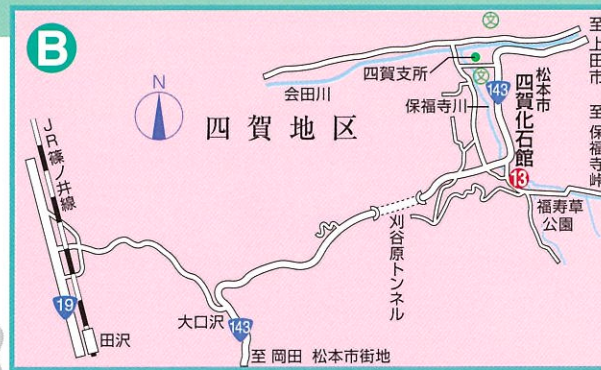 B
N
四賀地区
文
文
四賀支所
会田川
保福寺川
143
松本市
四賀化石館
13
至 上田市
至 保福寺峠
福寿草
公園
刈谷原トンネル
JR篠ノ井線
19
田沢
大口沢
143
至 岡田 松本市街地